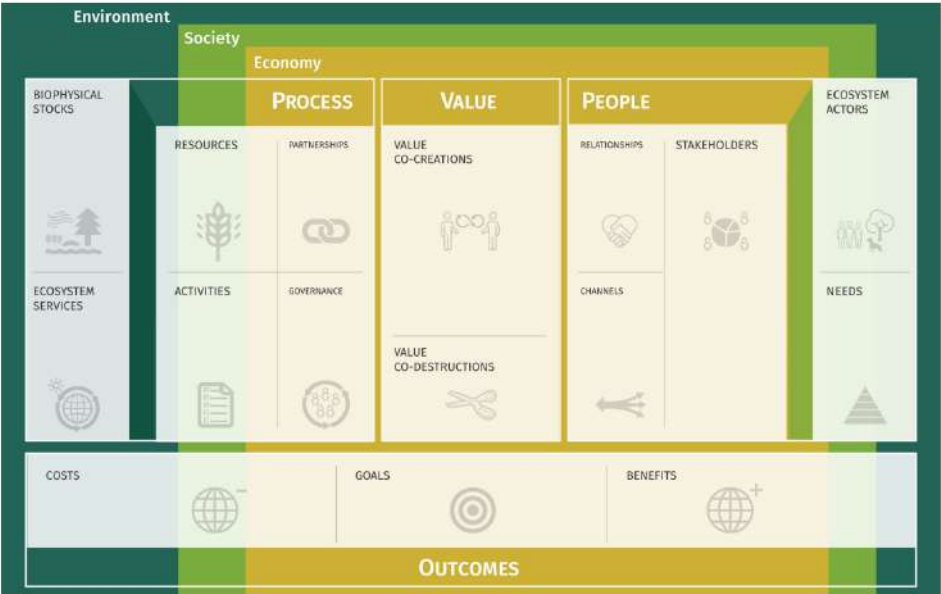 Environment
Society
Economy
BIOPHYSICAL
STOCKS
PROCESS
VALUE
PEOPLE
ECOSYSTEM
ACTORS
RESOURCES
PARTNERSHIPS
VALUE
CO-CREATIONS
RELATIONSHIPS
STAKEHOLDERS
ECOSYSTEM
SERVICES
ACTIVITIES
GOVERNANCE
CHANNELS
NEEDS
VALUE
CO-DESTRUCTIONS
COSTS
GOALS
BENEFITS
OUTCOMES